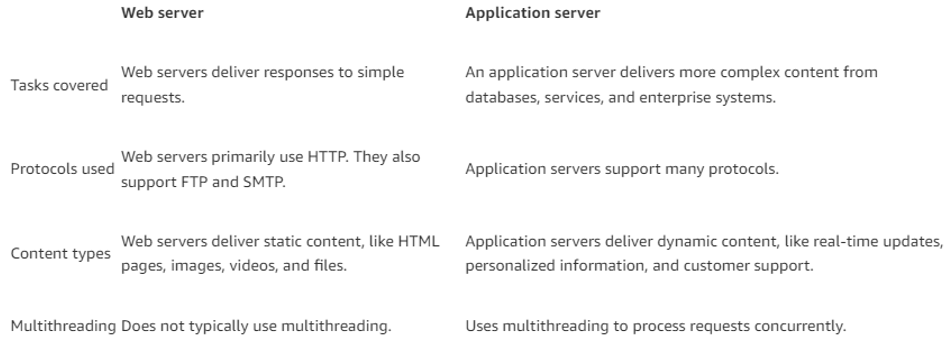 Web server Application server
Tasks covered Web servers deliver responses to simple requests. An application server delivers more complex content from databases, services, and enterprise systems.
Protocols used Web servers primarily use HTTP. They also support FTP and SMTP. Application servers support many protocols.
Content types Web servers deliver static content, like HTML pages, images, videos, and files. Application servers deliver dynamic content, like real-time updates, personalized information, and customer support.
Multithreading Does not typically use multithreading. Uses multithreading to process requests concurrently.